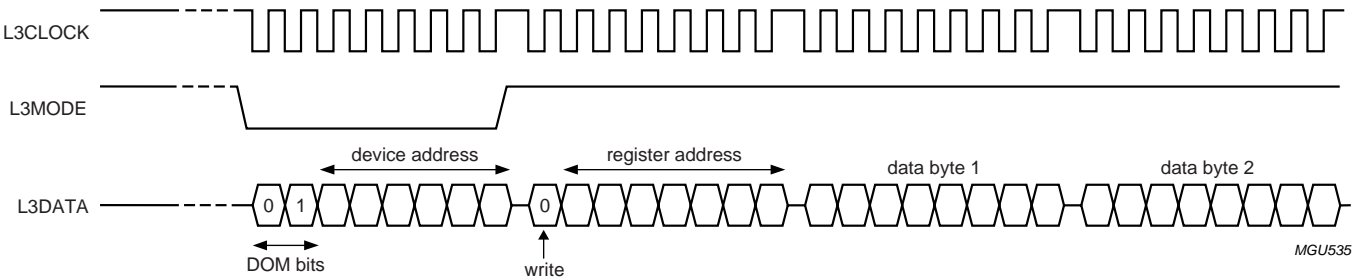 L3CLOCK
L3MODE
device address
register address
data byte 1
data byte 2
L3DATA
0 1
0
DOM bits
write
MGU535